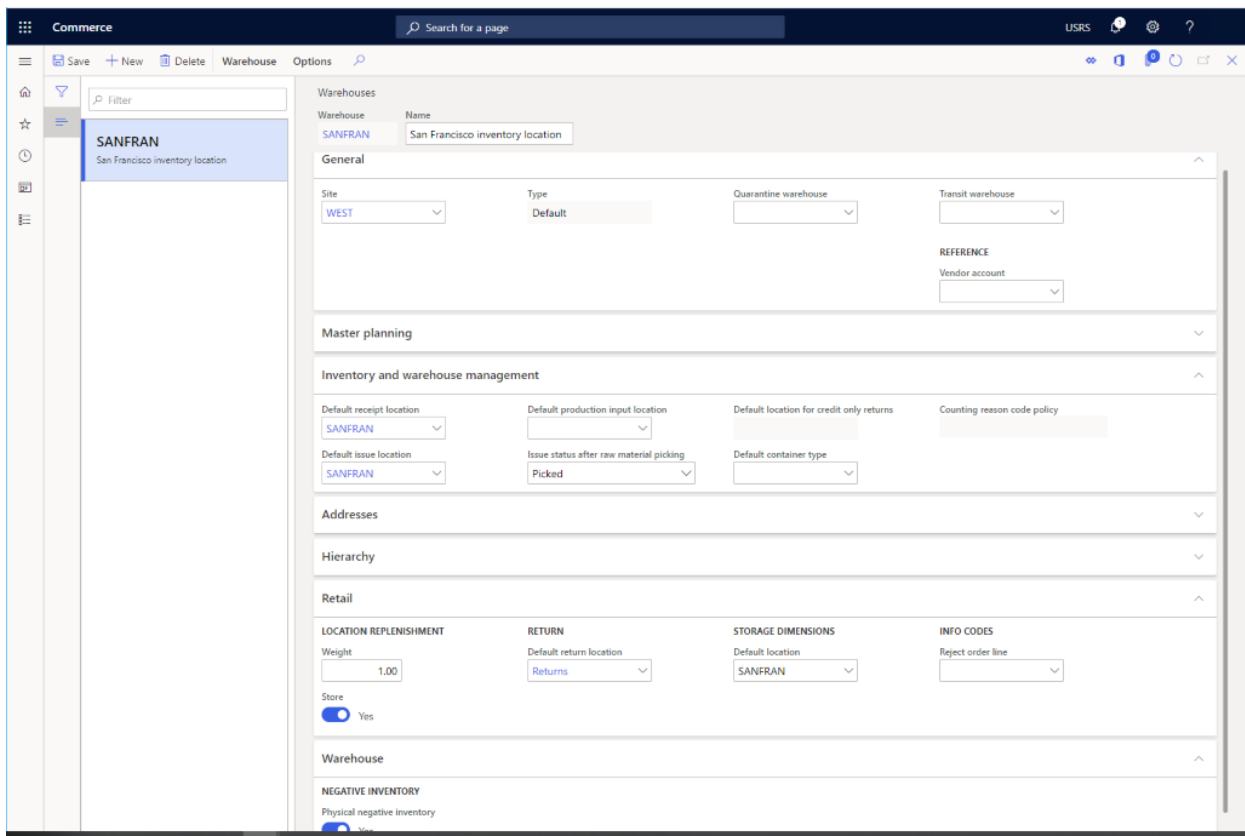 Commerce
Search for a page
USRS
1
?
Save
New
Delete
Warehouse
Options
0
Filter
SANFRAN
San Francisco inventory location
Warehouses
Warehouse Name
SANFRAN San Francisco inventory location
General
Site Type Quarantine warehouse Transit warehouse
WEST Default
REFERENCE
Vendor account
Master planning
Inventory and warehouse management
Default receipt location Default production input location Default location for credit only returns Counting reason code policy
SANFRAN
Default issue location Issue status after raw material picking Default container type
SANFRAN Picked
Addresses
Hierarchy
Retail
LOCATION REPLENISHMENT RETURN STORAGE DIMENSIONS INFO CODES
Weight Default return location Default location Reject order line
1.00 Returns SANFRAN
Store
Yes
Warehouse
NEGATIVE INVENTORY
Physical negative inventory
Yes